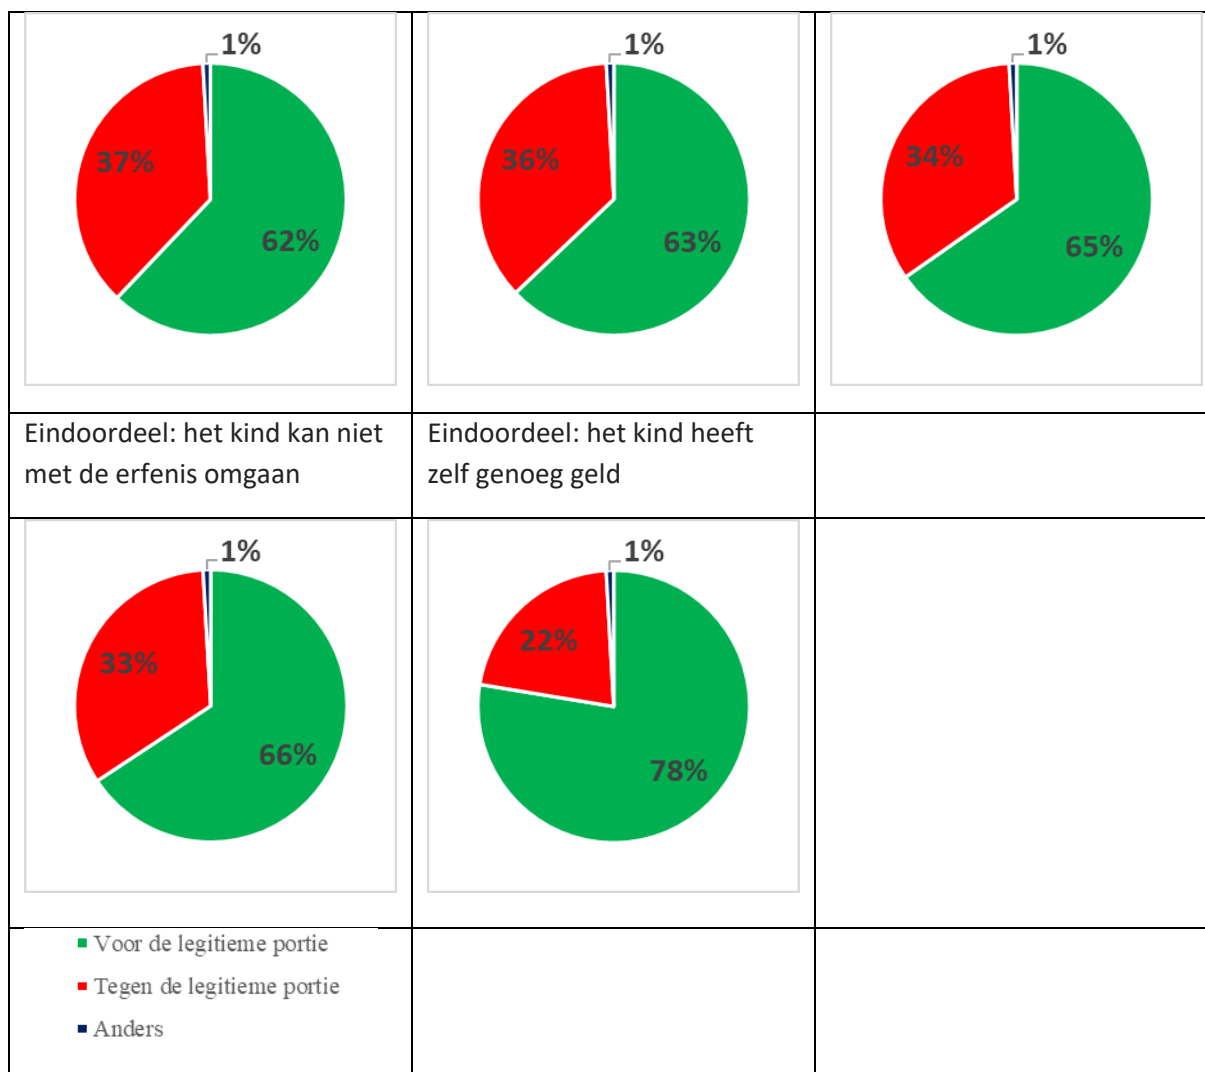 1%
37%
62%
1%
36%
63%
1%
34%
65%
Eindoordeel: het kind kan niet
met de erfenis omgaan
Eindoordeel: het kind heeft
zelf genoeg geld
1%
33%
66%
1%
22%
78%
Voor de legitieme portie
Tegen de legitieme portie
Anders